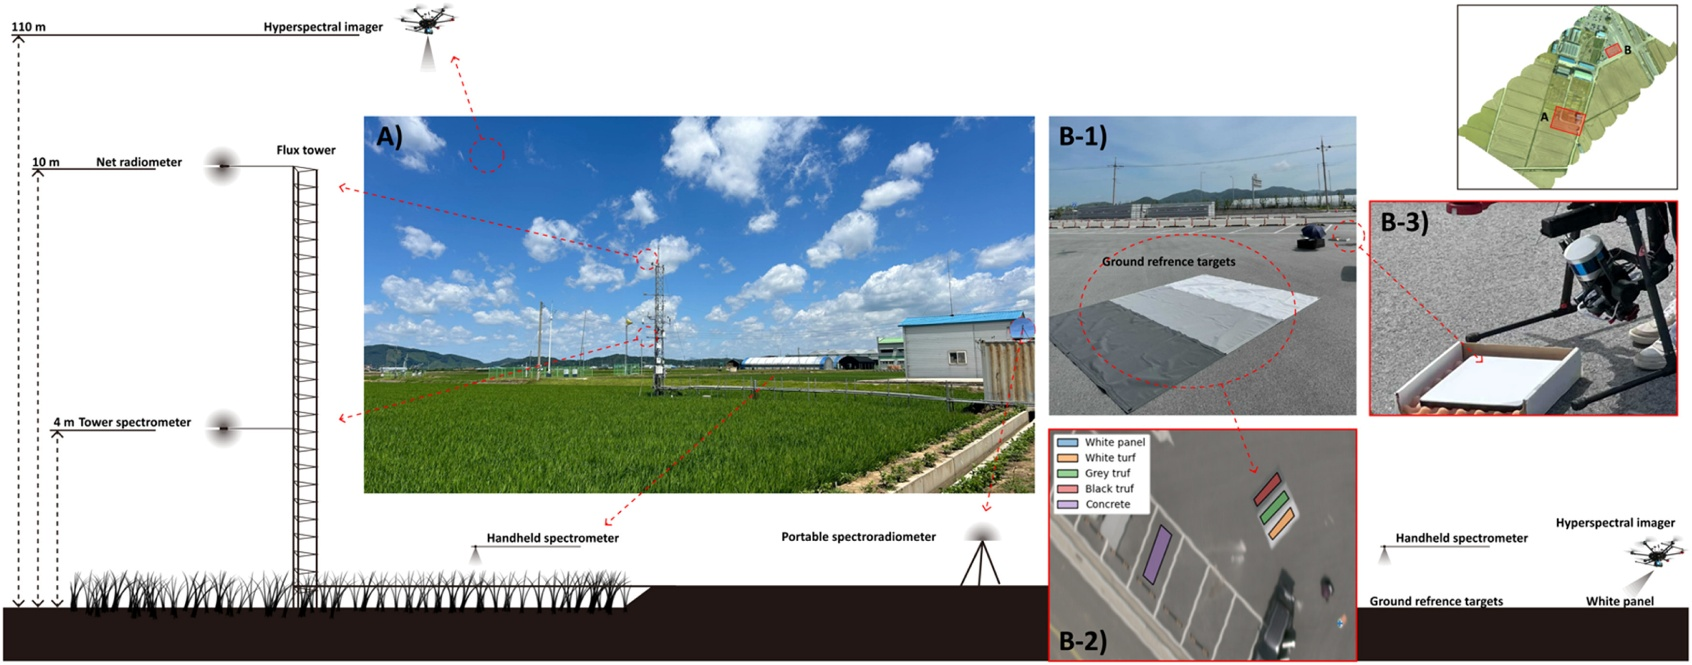 110 m
Hyperspectral imager
10 m
Net radiometer
Flux tower
4 m Tower spectrometer
A)
Handheld spectrometer
Portable spectroradiometer
B-1)
Ground refrence targets
B-2)
White panel
White turf
Grey truf
Black truf
Concrete
A
B
B-3)
Hyperspectral imager
Handheld spectrometer
Ground refrence targets
White panel